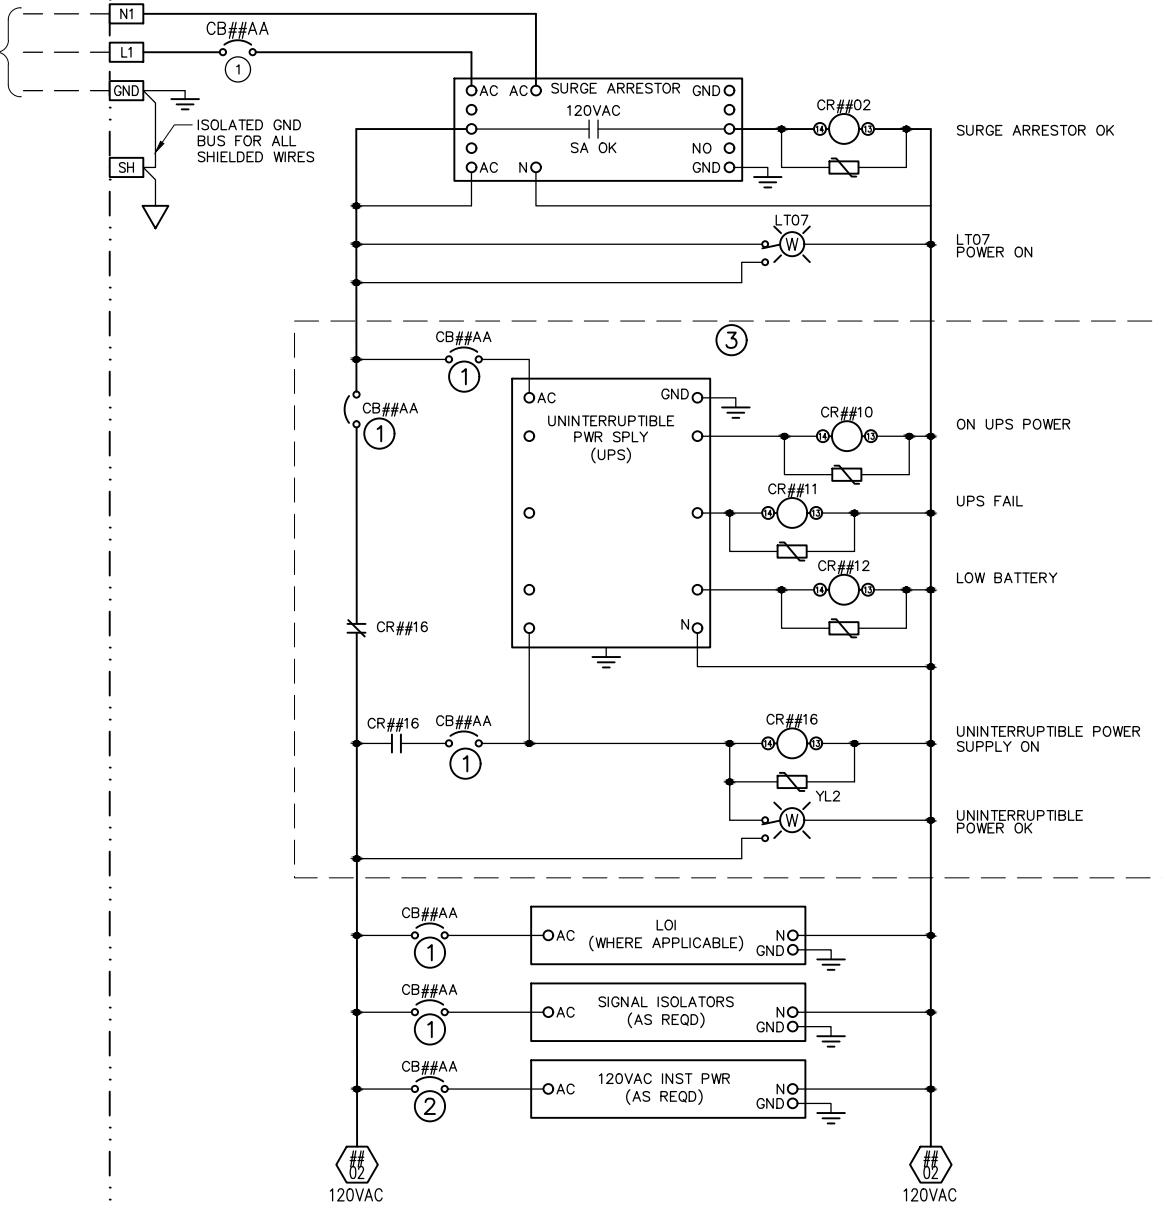 N1
CB##AA
L1
1
GND
ISOLATED GND
BUS FOR ALL
SHIELDED WIRES
SH
AC AC SURGE ARRESTOR GND
120VAC
SA OK
NO
AC N GND
CR##02
14 13
SURGE ARRESTOR OK
LT07
W
LT07
POWER ON
3
CB##AA
1
CB##AA
1
AC GND
UNINTERRUPTIBLE
PWR SPLY
(UPS)
CR##10
14 13
ON UPS POWER
CR##11
14 13
UPS FAIL
CR##12
14 13
LOW BATTERY
CR##16
N
CR##16 CB##AA
1
CR##16
14 13
UNINTERRUPTIBLE POWER
SUPPLY ON
YL2
W
UNINTERRUPTIBLE
POWER OK
CB##AA
1
AC LOI N
(WHERE APPLICABLE) GND
CB##AA
1
AC SIGNAL ISOLATORS N
(AS REQD) GND
CB##AA
2
AC 120VAC INST PWR N
(AS REQD) GND
##
02
120VAC
##
02
120VAC